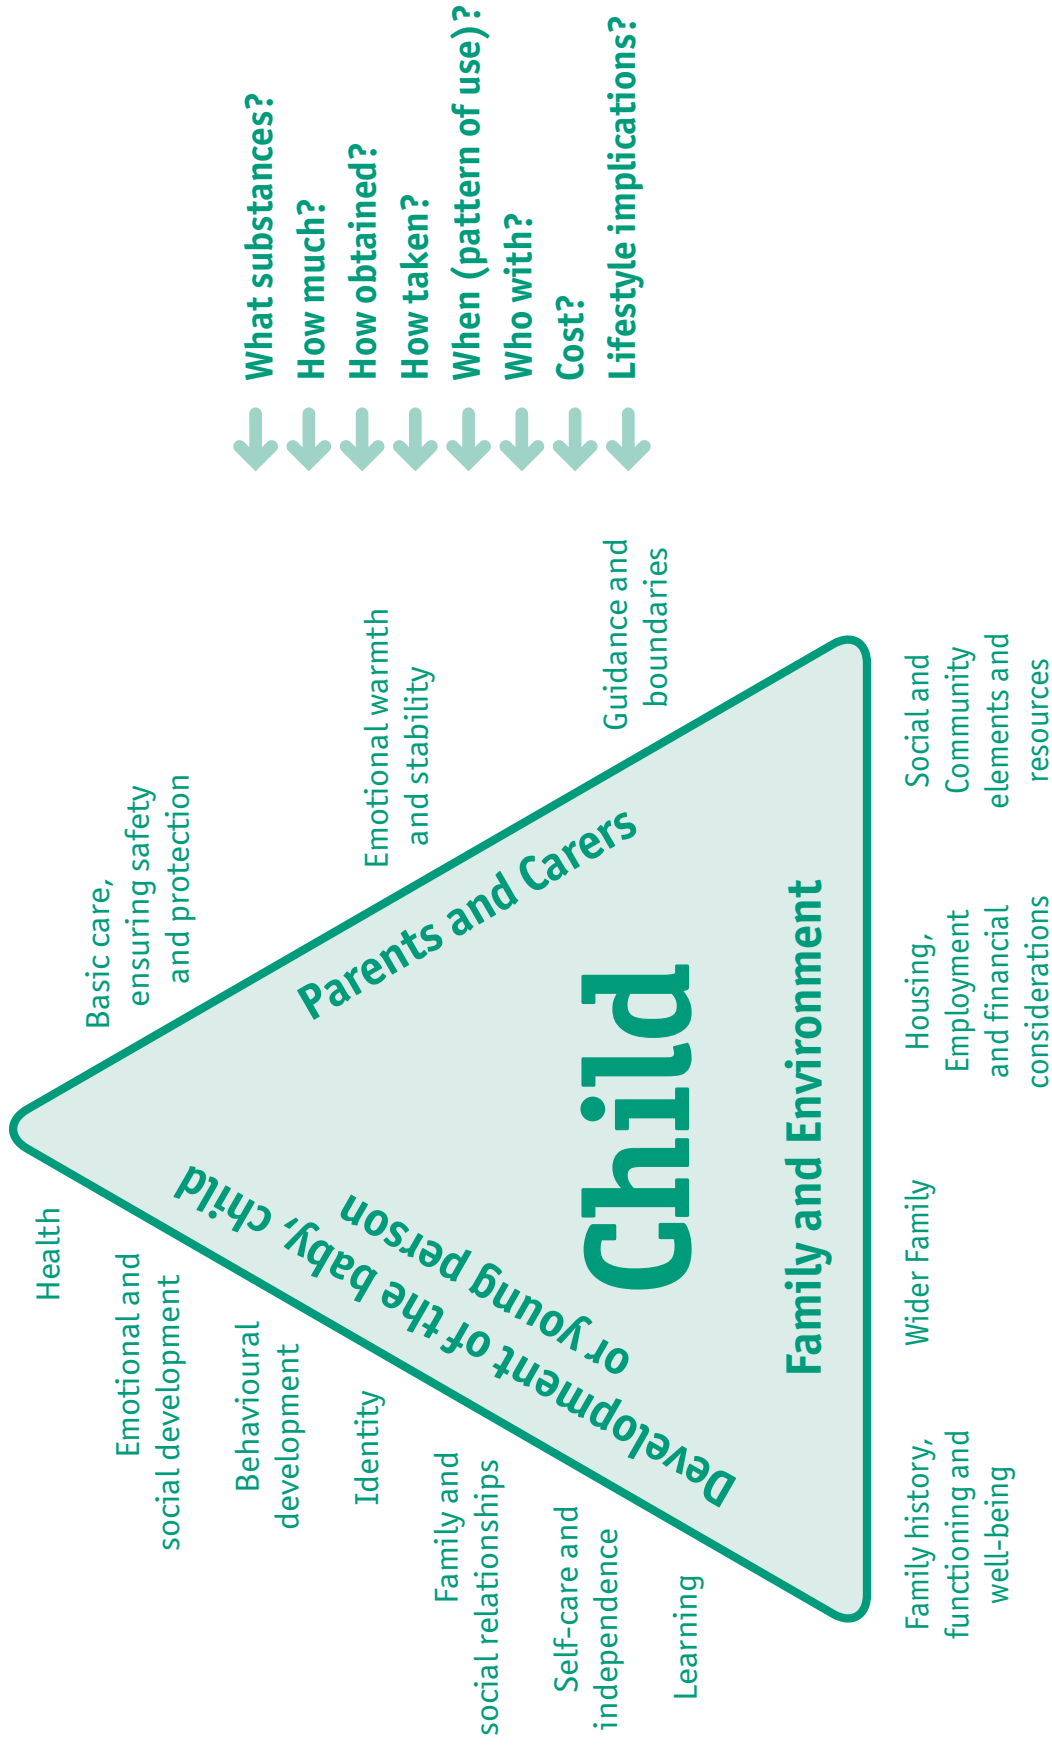 Health
Emotional and
social development
Behavioural
development
Identity
Family and
social relationships
Self-care and
independence
Learning
Development of the baby, child
or young person
Basic care,
ensuring safety
and protection
Emotional warmth
and stability
Guidance and
boundaries
Parents and Carers
Child
Family and Environment
Family history,
functioning and
well-being
Wider Family
Housing,
Employment
and financial
considerations
Social and
Community
elements and
resources
What substances?
How much?
How obtained?
How taken?
When (pattern of use)?
Who with?
Cost?
Lifestyle implications?